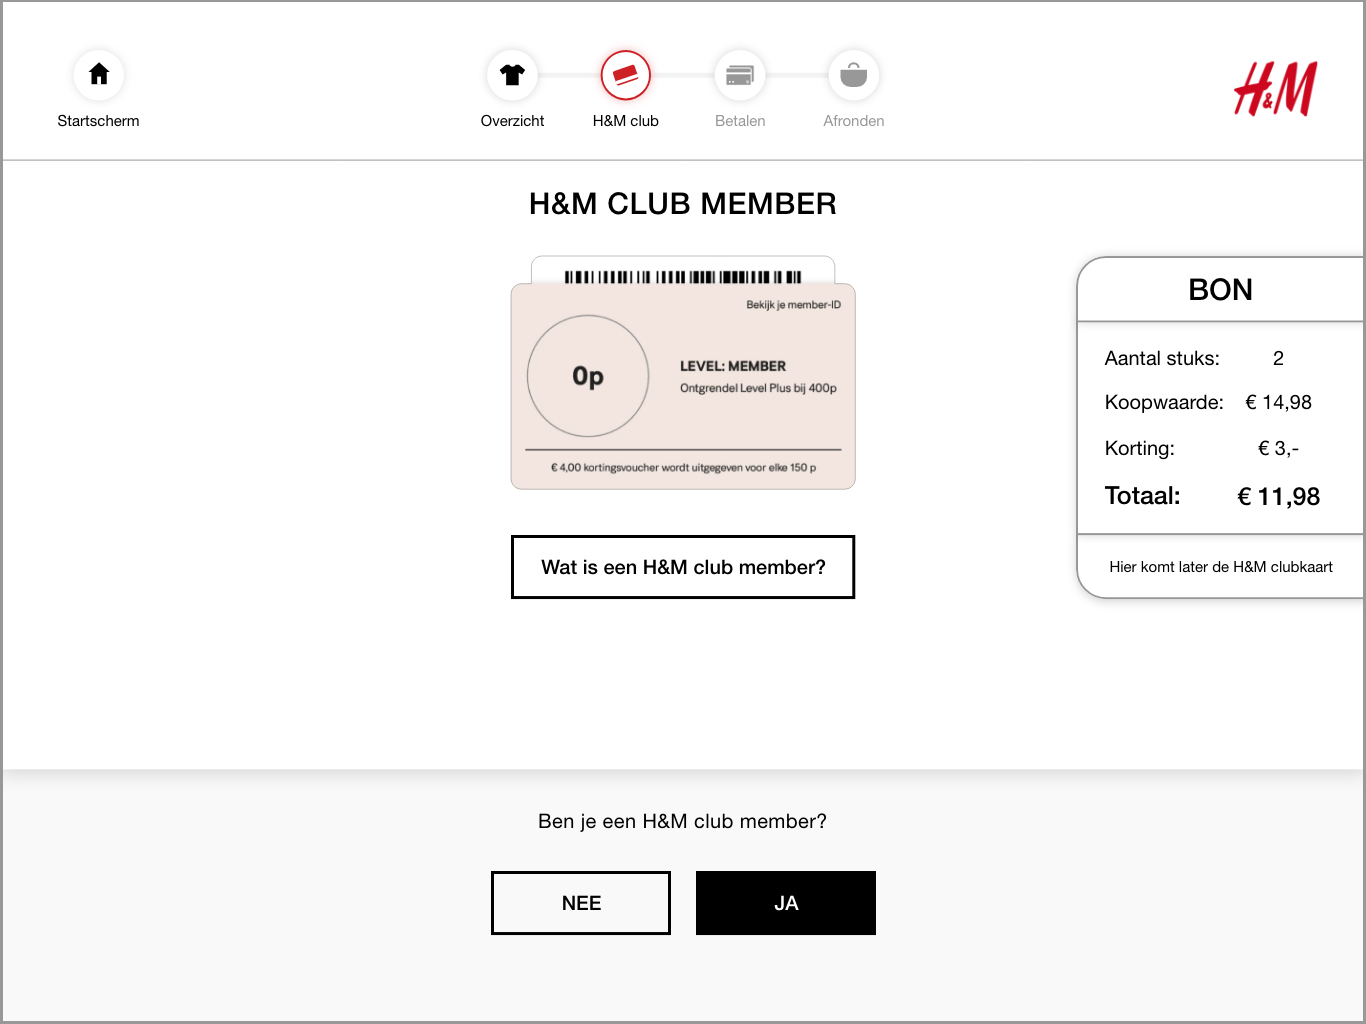 Startscherm
Overzicht
H&M club
Betalen
Afronden
H&M
H&M CLUB MEMBER
Bekijk je member-ID
0p
LEVEL: MEMBER
Ontgrendel Level Plus bij 400p
€ 4,00 kortingsvoucher wordt uitgegeven voor elke 150 p
Wat is een H&M club member?
BON
Aantal stuks: 2
Koopwaarde: € 14,98
Korting: € 3,-
Totaal: € 11,98
Hier komt later de H&M clubkaart
Ben je een H&M club member?
NEE
JA